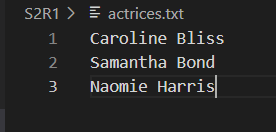 S2R1 > actrices.txt
1 Caroline Bliss
2 Samantha Bond
3 Naomie Harris